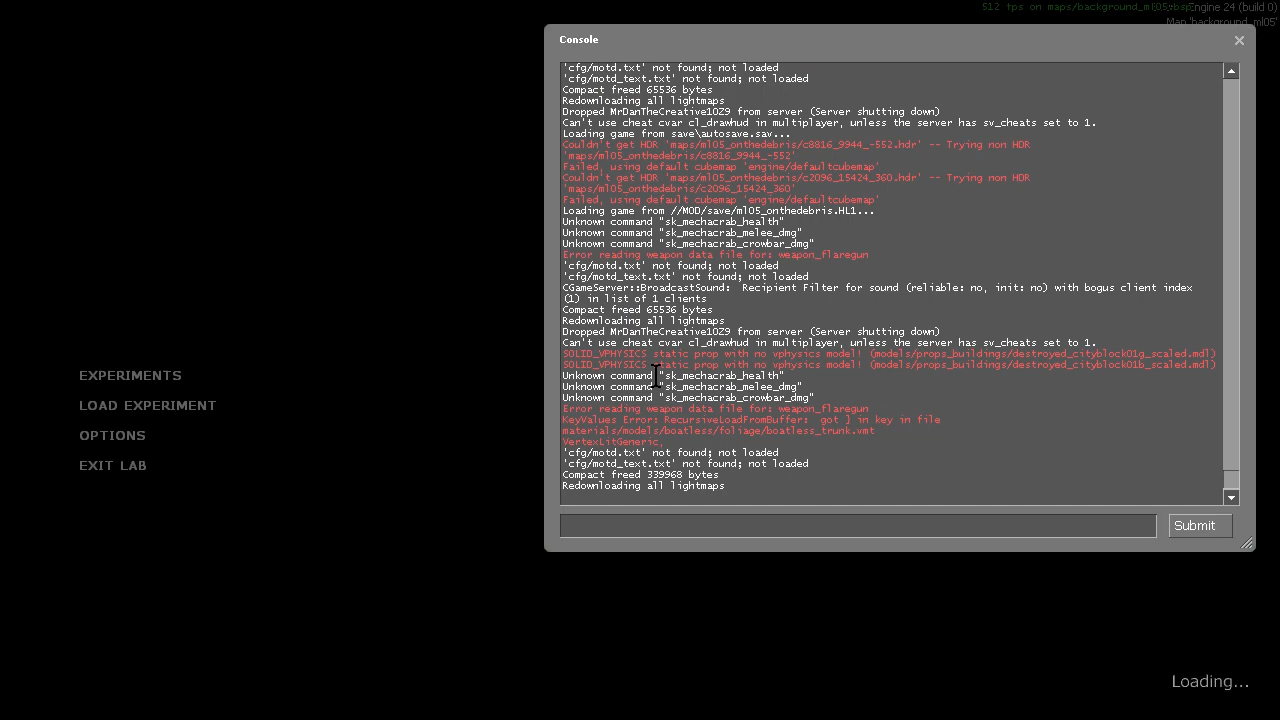 512 fps on maps/background_ml05.bsp
Engine 24 (build 0)
Map 'background_ml05'
Console
'cfg/motd.txt' not found; not loaded
'cfg/motd_text.txt' not found; not loaded
Compact freed 65536 bytes
Redownloading all lightmaps
Dropped MrDanTheCreative1029 from server (Server shutting down)
Can't use cheat cvar cl_drawhud in multiplayer, unless the server has sv_cheats set to 1.
Loading game from save\autosave.sav...
Couldn't get HDR 'maps/ml05_onthedebris/c8816_9944_-552.hdr' -- Trying non HDR
'maps/ml05_onthedebris/c8816_9944_-552'
Failed, using default cubemap 'engine/defaultcubemap'
Couldn't get HDR 'maps/ml05_onthedebris/c2096_15424_360.hdr' -- Trying non HDR
'maps/ml05_onthedebris/c2096_15424_360'
Failed, using default cubemap 'engine/defaultcubemap'
Loading game from //MOD/save/ml05_onthedebris.HL1...
Unknown command "sk_mechacrab_health"
Unknown command "sk_mechacrab_melee_dmg"
Unknown command "sk_mechacrab_crowbar_dmg"
Error reading weapon data file for: weapon_flaregun
'cfg/motd.txt' not found; not loaded
'cfg/motd_text.txt' not found; not loaded
CGameServer::BroadcastSound:  Recipient Filter for sound (reliable: no, init: no) with bogus client index
(1) in list of 1 clients
Compact freed 65536 bytes
Redownloading all lightmaps
Dropped MrDanTheCreative1029 from server (Server shutting down)
Can't use cheat cvar cl_drawhud in multiplayer, unless the server has sv_cheats set to 1.
SOLID_VPHYSICS static prop with no vphysics model! (models/props_buildings/destroyed_cityblock01g_scaled.mdl)
SOLID_VPHYSICS static prop with no vphysics model! (models/props_buildings/destroyed_cityblock01b_scaled.mdl)
Unknown command "sk_mechacrab_health"
Unknown command "sk_mechacrab_melee_dmg"
Unknown command "sk_mechacrab_crowbar_dmg"
Error reading weapon data file for: weapon_flaregun
KeyValues Error: RecursiveLoadFromBuffer:  got } in key in file
materials/models/boatless/foliage/boatless_trunk.vmt
VertexLitGeneric,
'cfg/motd.txt' not found; not loaded
'cfg/motd_text.txt' not found; not loaded
Compact freed 339968 bytes
Redownloading all lightmaps
Submit
EXPERIMENTS
LOAD EXPERIMENT
OPTIONS
EXIT LAB
Loading...